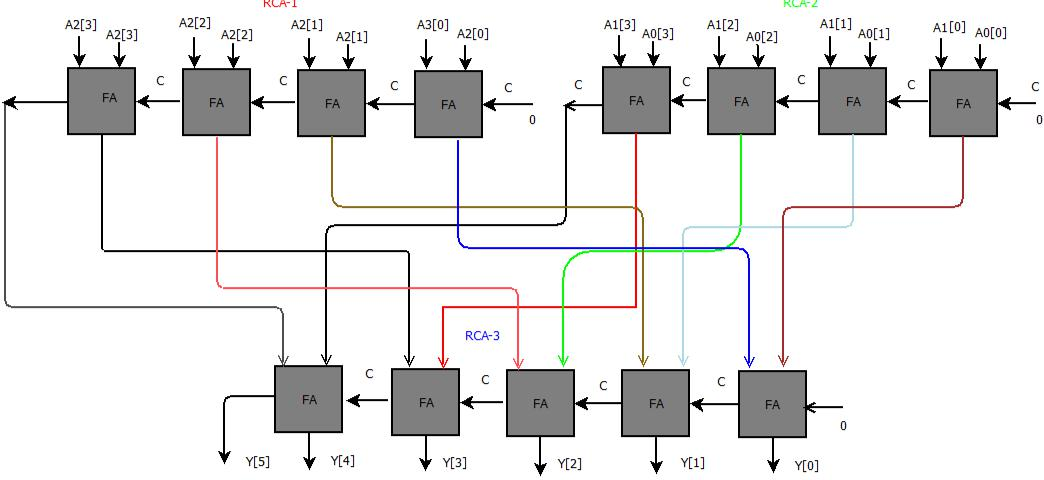 RCA-1 RCA-2
A2[3] A2[3] A2[2] A2[2] A2[1] A2[1] A3[0] A2[0] A1[3] A0[3] A1[2] A0[2] A1[1] A0[1] A1[0] A0[0]
C C C C C C C C
FA FA FA FA FA FA FA FA
0 0
RCA-3
C C C C
FA FA FA FA FA
0
Y[5] Y[4] Y[3] Y[2] Y[1] Y[0]